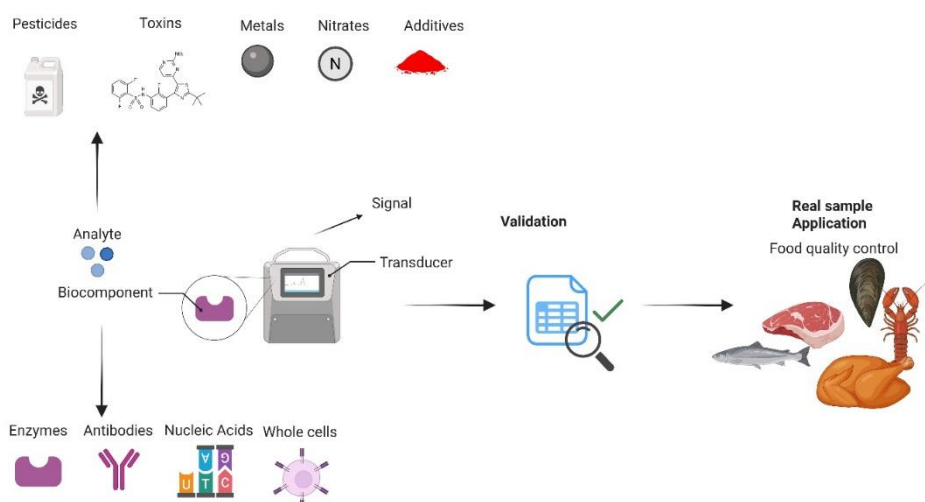 Pesticides
Toxins
Metals
Nitrates
Additives
N
Signal
Analyte
Transducer
Biocomponent
Validation
Real sample
Application
Food quality control
Enzymes
Antibodies
Nucleic Acids
Whole cells
A G
U T C C